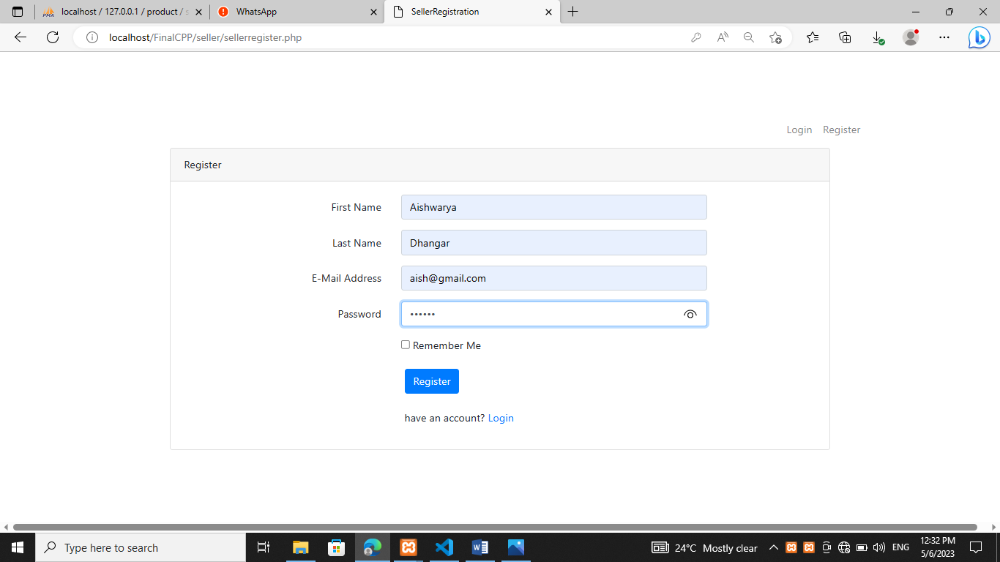 localhost / 127.0.0.1 / product / s
WhatsApp
SellerRegistration
localhost/FinalCPP/seller/sellerregister.php
Login Register
Register
First Name Aishwarya
Last Name Dhangar
E-Mail Address aish@gmail.com
Password ••••••
Remember Me
Register
have an account? Login
Type here to search
24°C Mostly clear
ENG
12:32 PM
5/6/2023